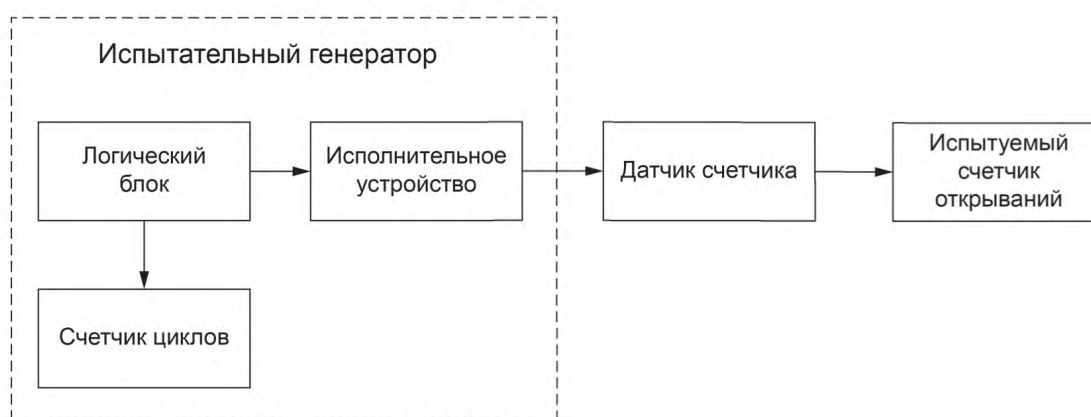 Испытательный генератор
Логический
блок
Исполнительное
устройство
Датчик счетчика
Испытуемый
счетчик
открываний
Счетчик циклов